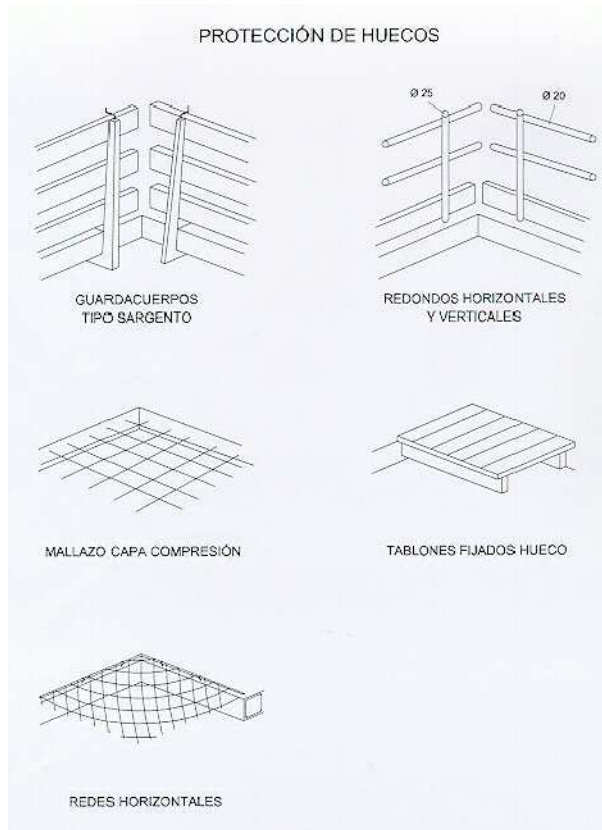 PROTECCIÓN DE HUECOS
Ø 25
Ø 20
GUARDACUERPOS
TIPO SARGENTO
REDONDOS HORIZONTALES
Y VERTICALES
MALLAZO CAPA COMPRESIÓN
TABLONES FIJADOS HUECO
REDES HORIZONTALES